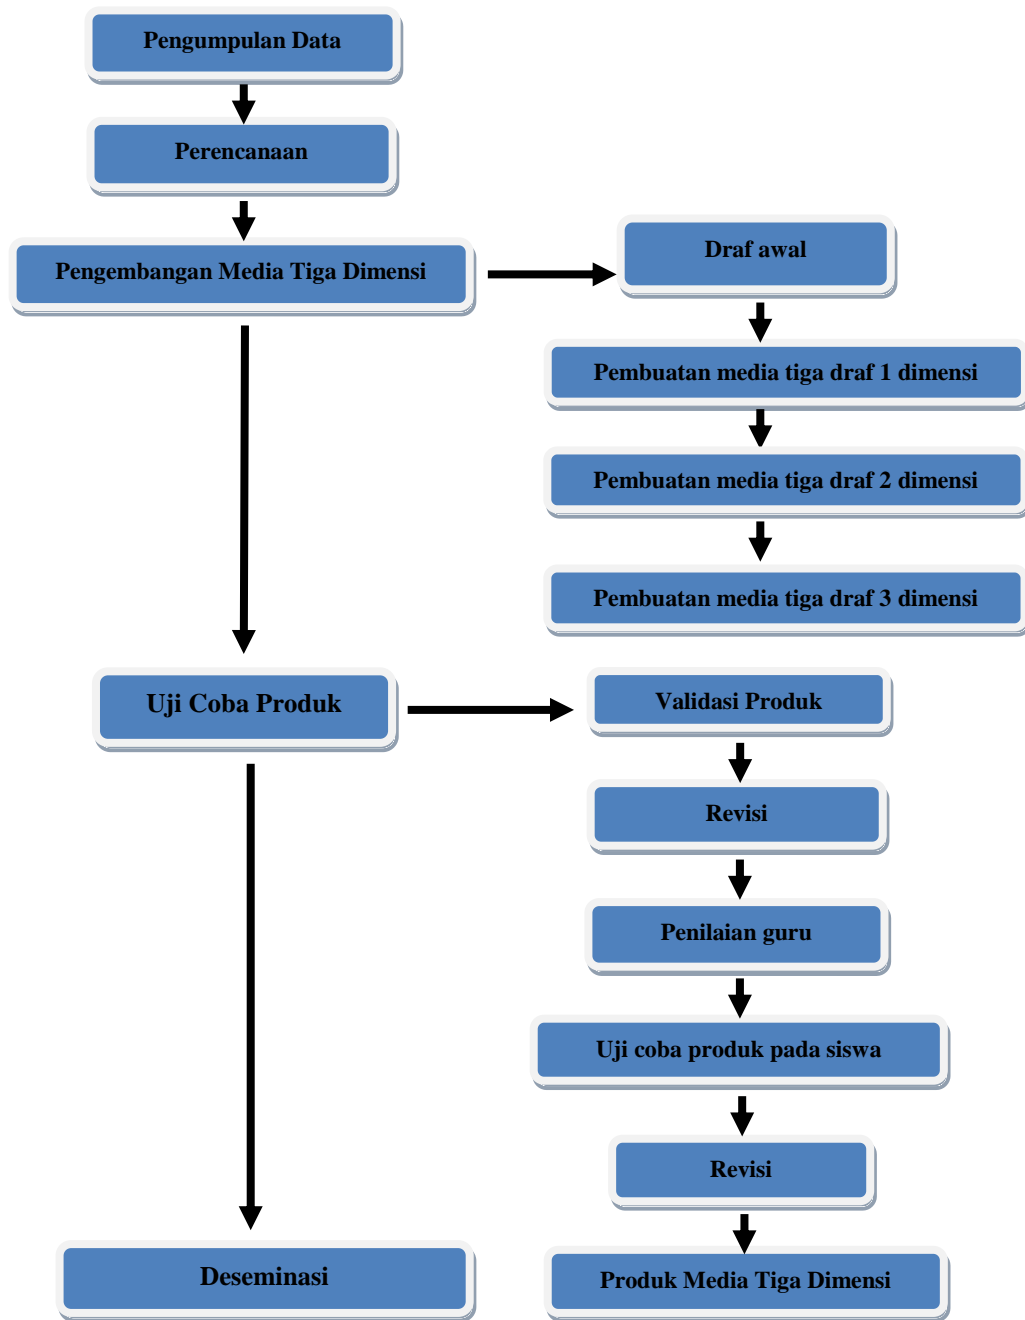 Pengumpulan Data
Perencanaan
Pengembangan Media Tiga Dimensi
Draf awal
Pembuatan media tiga draf 1 dimensi
Pembuatan media tiga draf 2 dimensi
Pembuatan media tiga draf 3 dimensi
Uji Coba Produk
Validasi Produk
Revisi
Penilaian guru
Uji coba produk pada siswa
Revisi
Produk Media Tiga Dimensi
Deseminasi